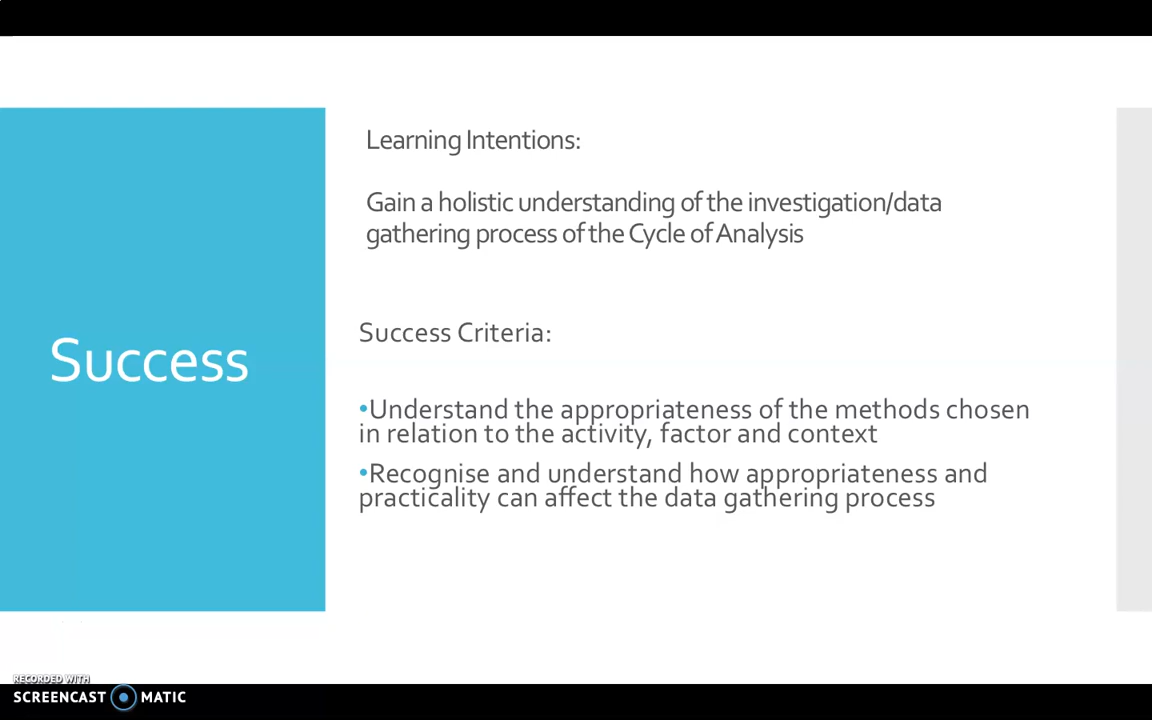 Success
Learning Intentions:
Gain a holistic understanding of the investigation/data
gathering process of the Cycle of Analysis
Success Criteria:
•Understand the appropriateness of the methods chosen
in relation to the activity, factor and context
•Recognise and understand how appropriateness and
practicality can affect the data gathering process
RECORDED WITH
SCREENCAST MATIC